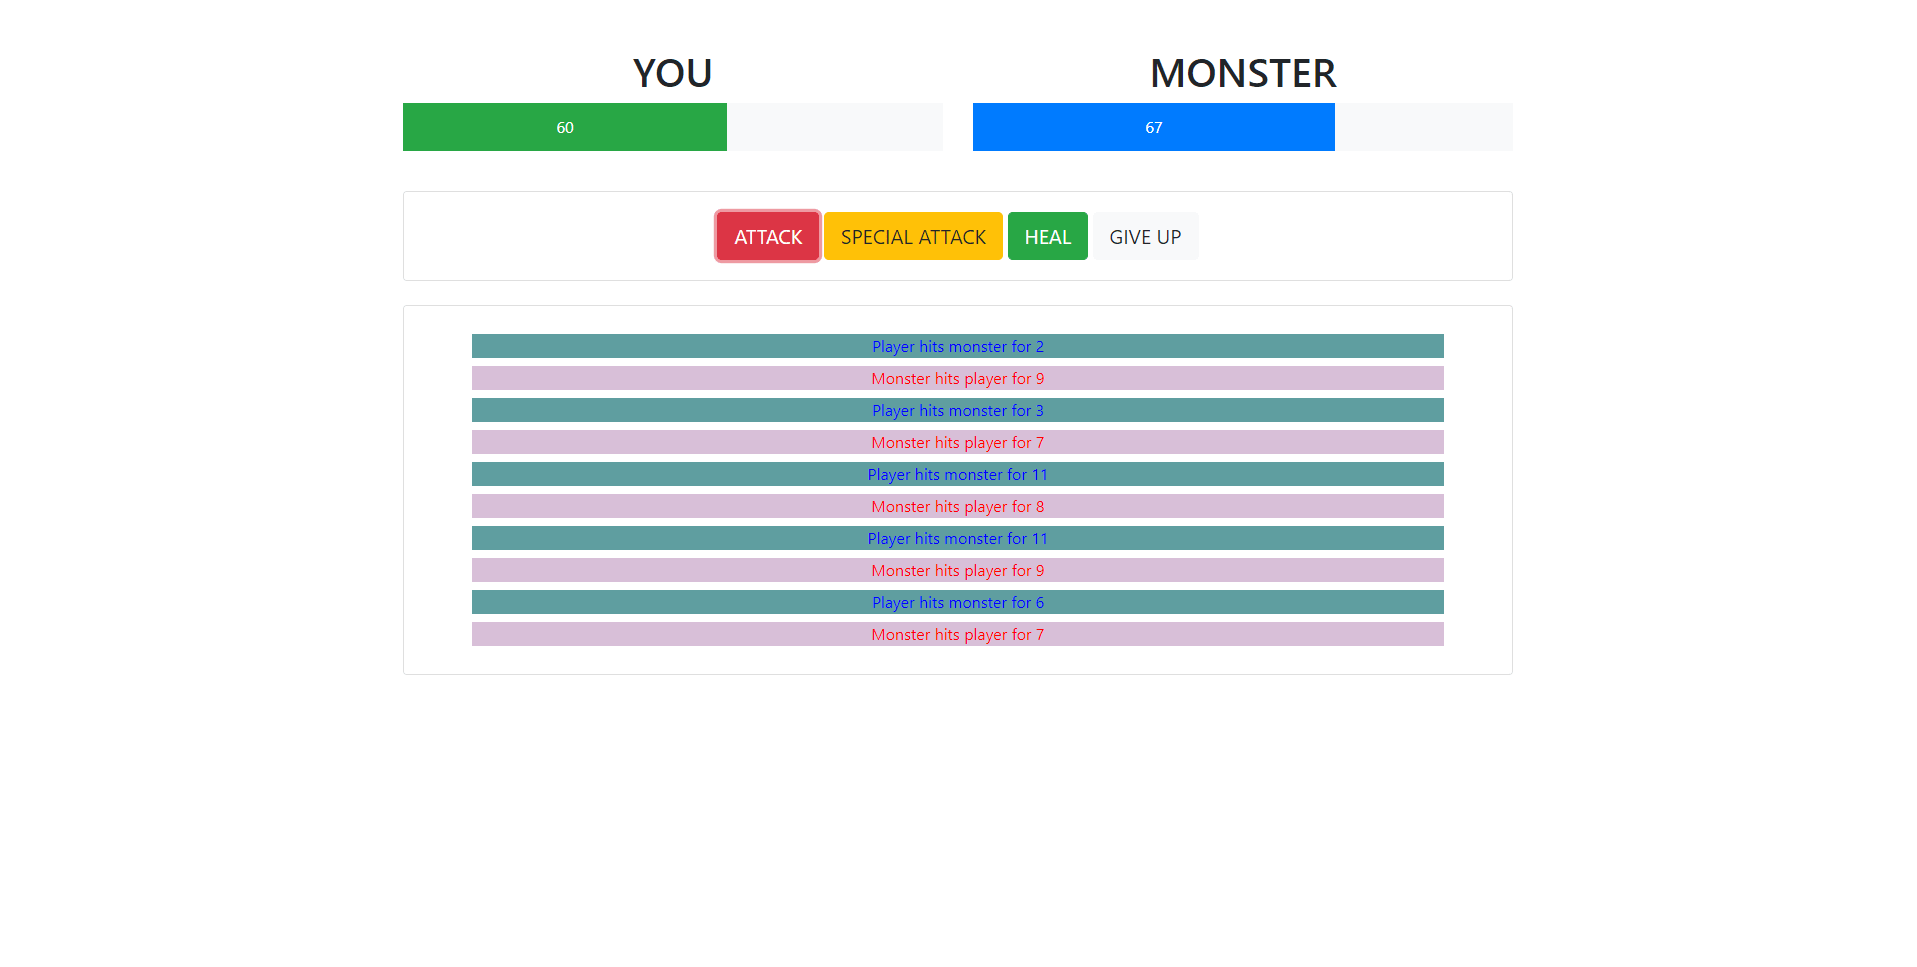 YOU MONSTER
60 67
ATTACK SPECIAL ATTACK HEAL GIVE UP
Player hits monster for 2
Monster hits player for 9
Player hits monster for 3
Monster hits player for 7
Player hits monster for 11
Monster hits player for 8
Player hits monster for 11
Monster hits player for 9
Player hits monster for 6
Monster hits player for 7